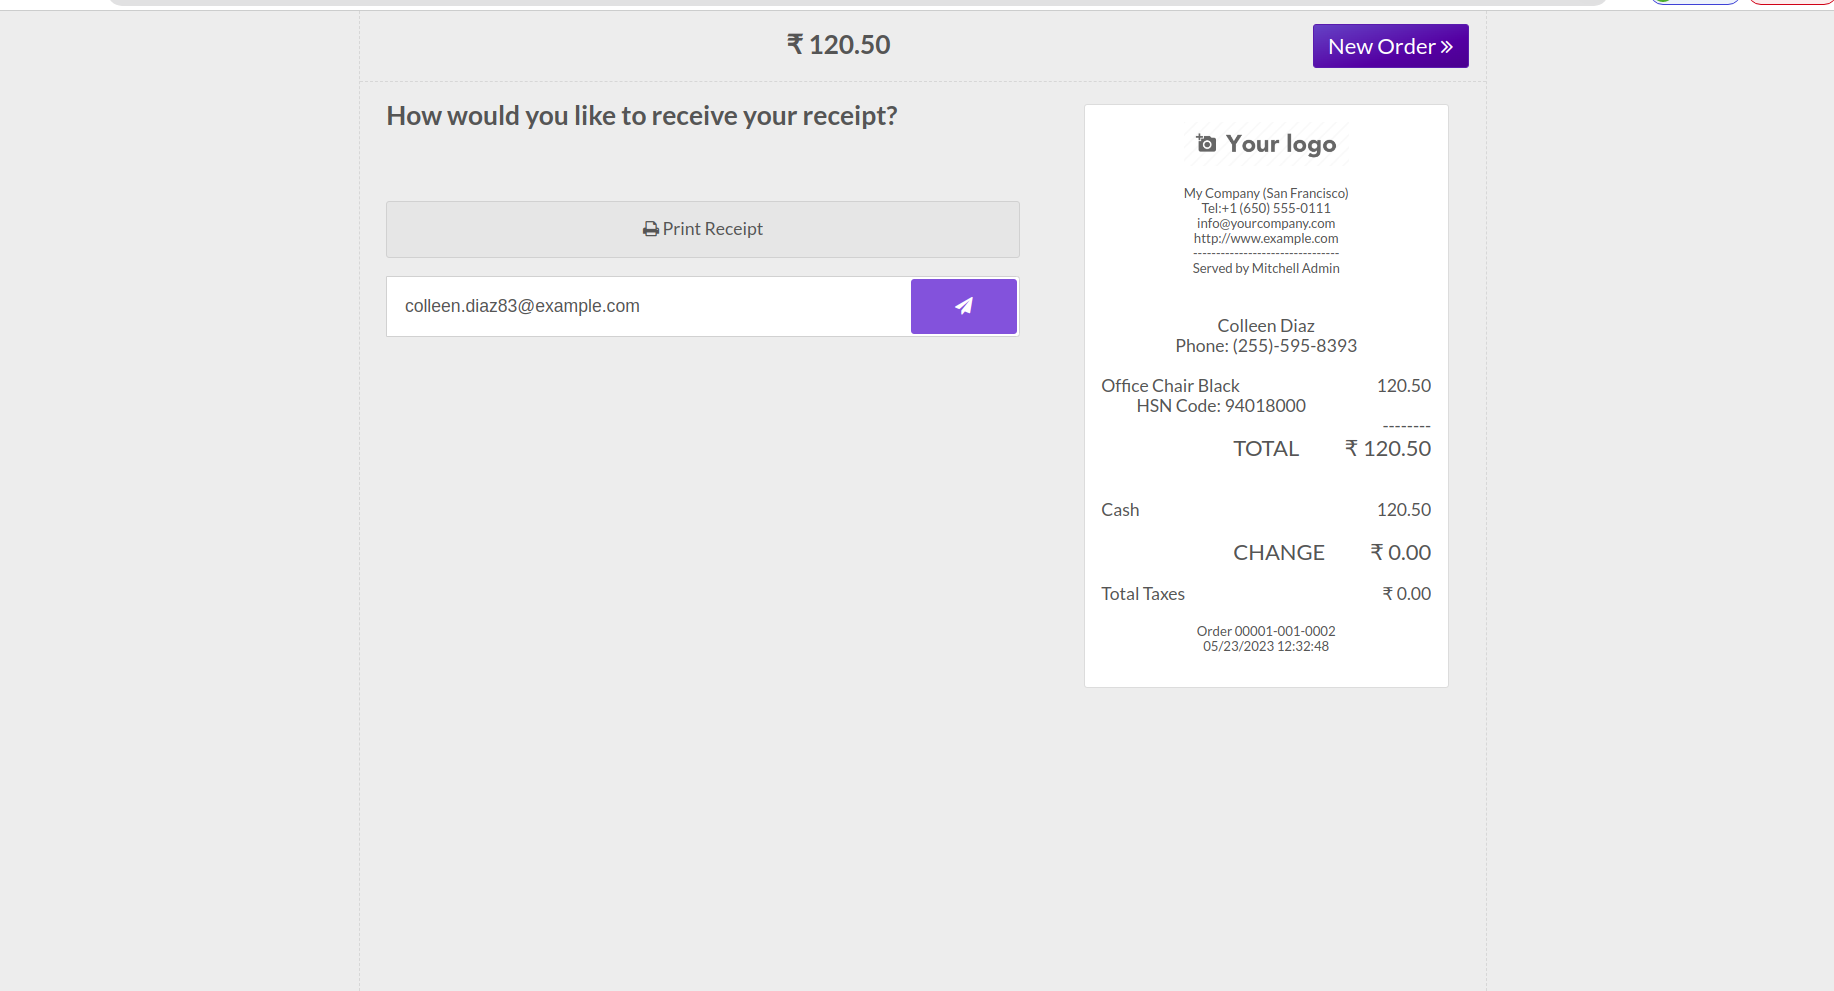 ₹ 120.50
New Order »
How would you like to receive your receipt?
Print Receipt
colleen.diaz83@example.com
Your logo
My Company (San Francisco)
Tel:+1 (650) 555-0111
info@yourcompany.com
http://www.example.com
--------------------------------
Served by Mitchell Admin
Colleen Diaz
Phone: (255)-595-8393
Office Chair Black 120.50
HSN Code: 94018000
--------
TOTAL ₹ 120.50
Cash 120.50
CHANGE ₹ 0.00
Total Taxes ₹ 0.00
Order 00001-001-0002
05/23/2023 12:32:48